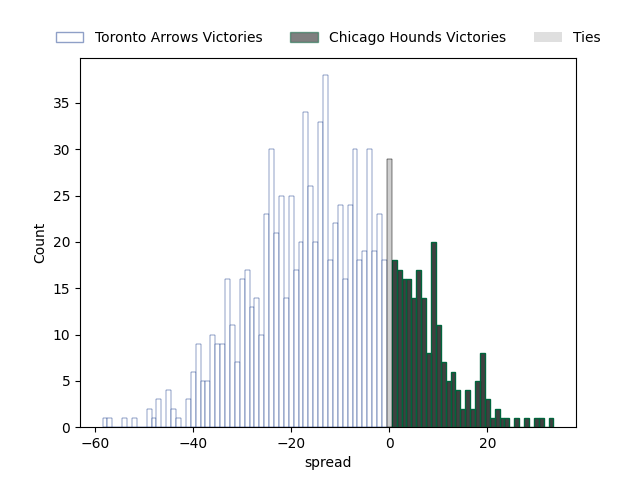 Toronto Arrows Victories Chicago Hounds Victories Ties
35
30
25
20
15
10
5
0
Count
−60 −40 −20 0 20
spread